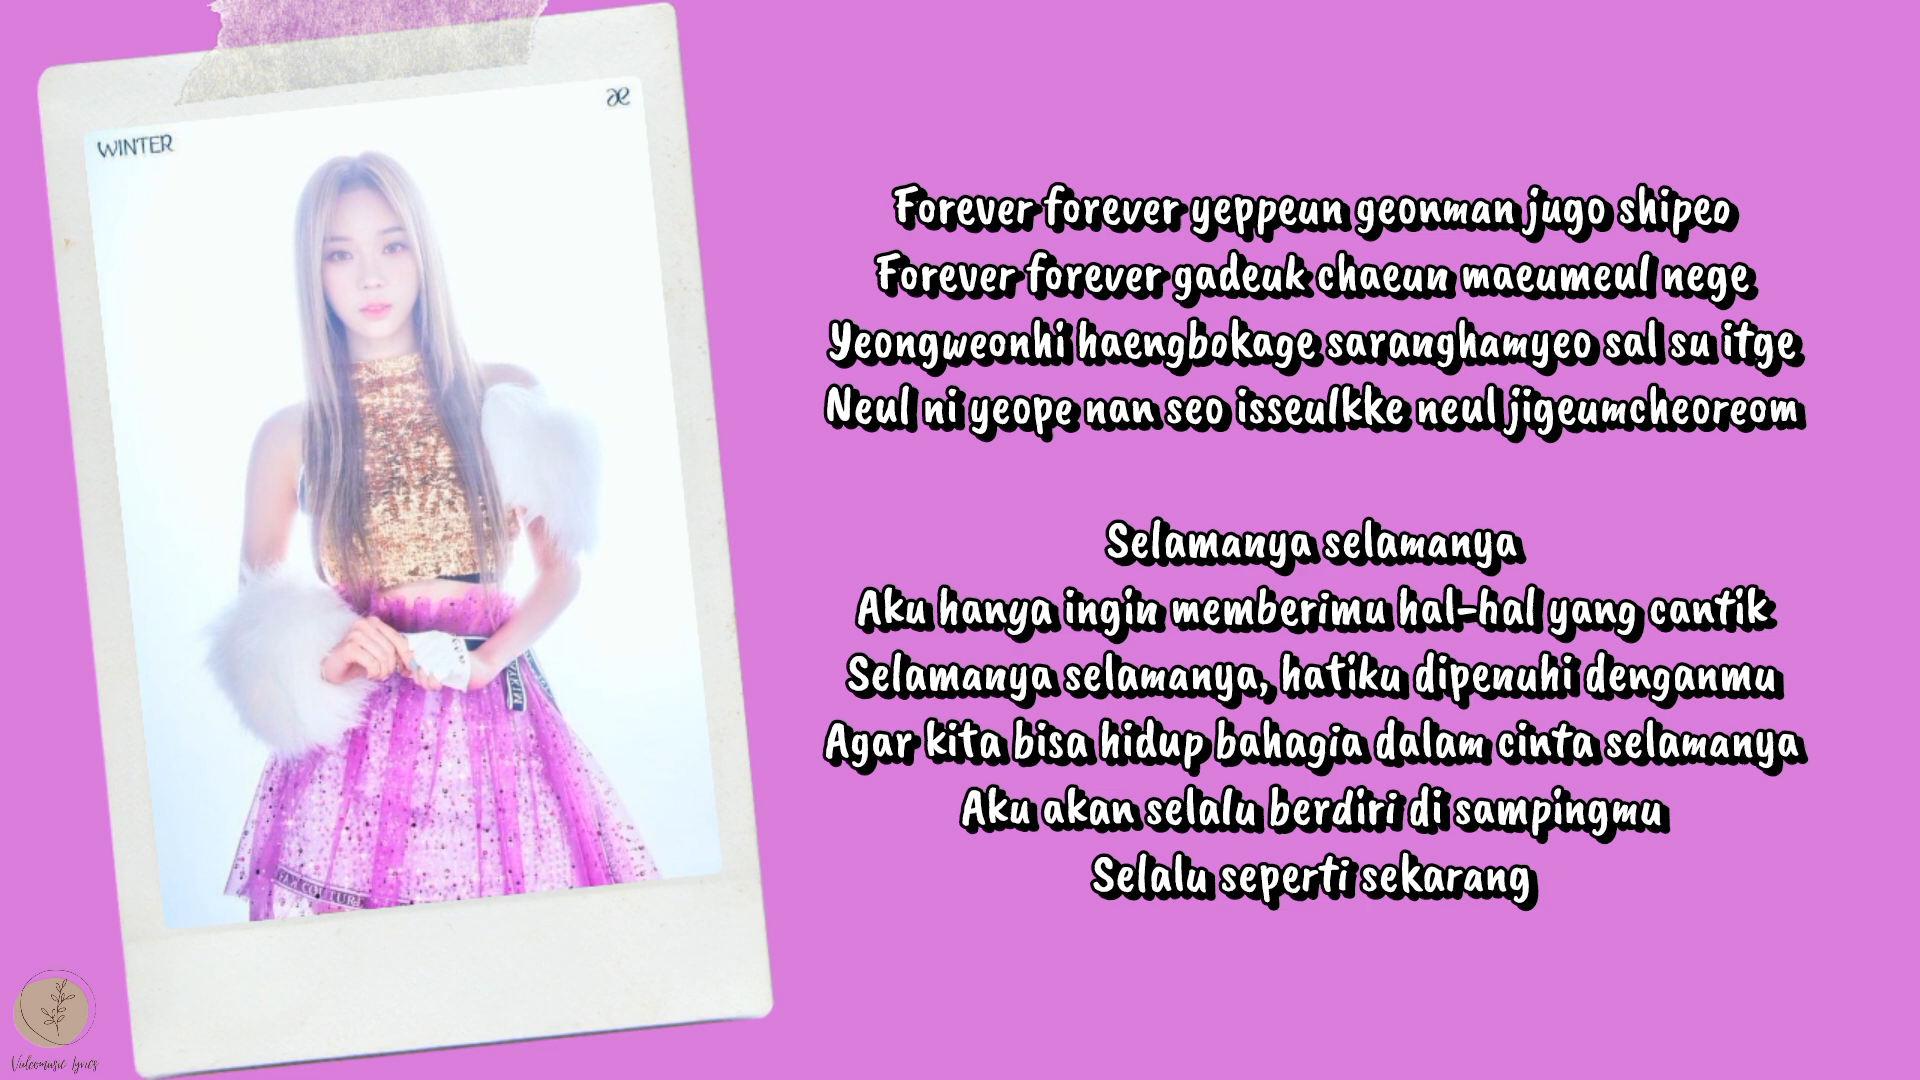 WINTER
æ
Forever forever yeppeun geonman jugo shipeo
Forever forever gadeuk chaeun maeumeul nege
Yeongweonhi haengbokage saranghamyeo sal su itge
Neul ni yeope nan seo isseulkke neul jigeumcheoreom
Selamanya selamanya
Aku hanya ingin memberimu hal-hal yang cantik
Selamanya selamanya, hatiku dipenuhi denganmu
Agar kita bisa hidup bahagia dalam cinta selamanya
Aku akan selalu berdiri di sampingmu
Selalu seperti sekarang
COUTURE
Lyrics